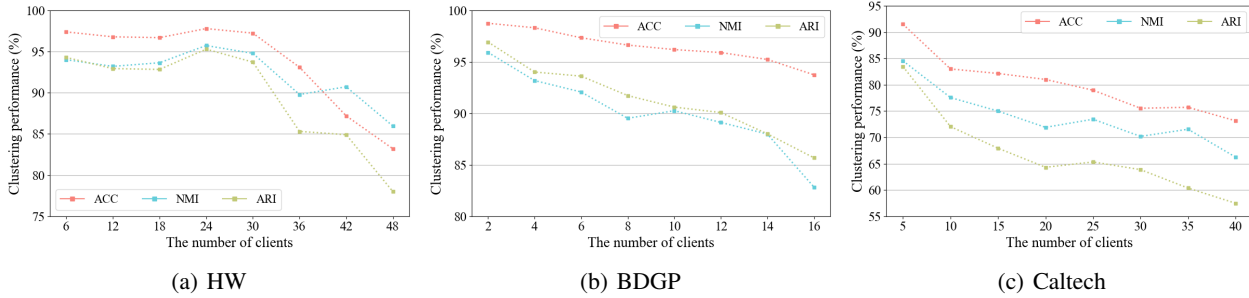 Clustering performance (%)
100
95
90
85
80
75
ACC NMI ARI
6 12 18 24 30 36 42 48
The number of clients
(a) HW
Clustering performance (%)
100
95
90
85
80
ACC NMI ARI
2 4 6 8 10 12 14 16
The number of clients
(b) BDGP
Clustering performance (%)
95
90
85
80
75
70
65
60
55
ACC NMI ARI
5 10 15 20 25 30 35 40
The number of clients
(c) Caltech